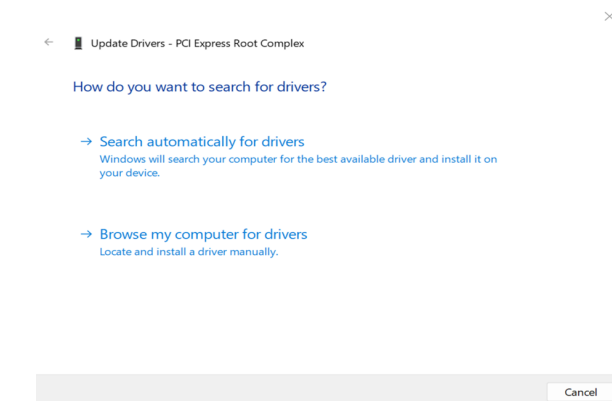 Update Drivers - PCI Express Root Complex
How do you want to search for drivers?
Search automatically for drivers
Windows will search your computer for the best available driver and install it on
your device.
Browse my computer for drivers
Locate and install a driver manually.
Cancel